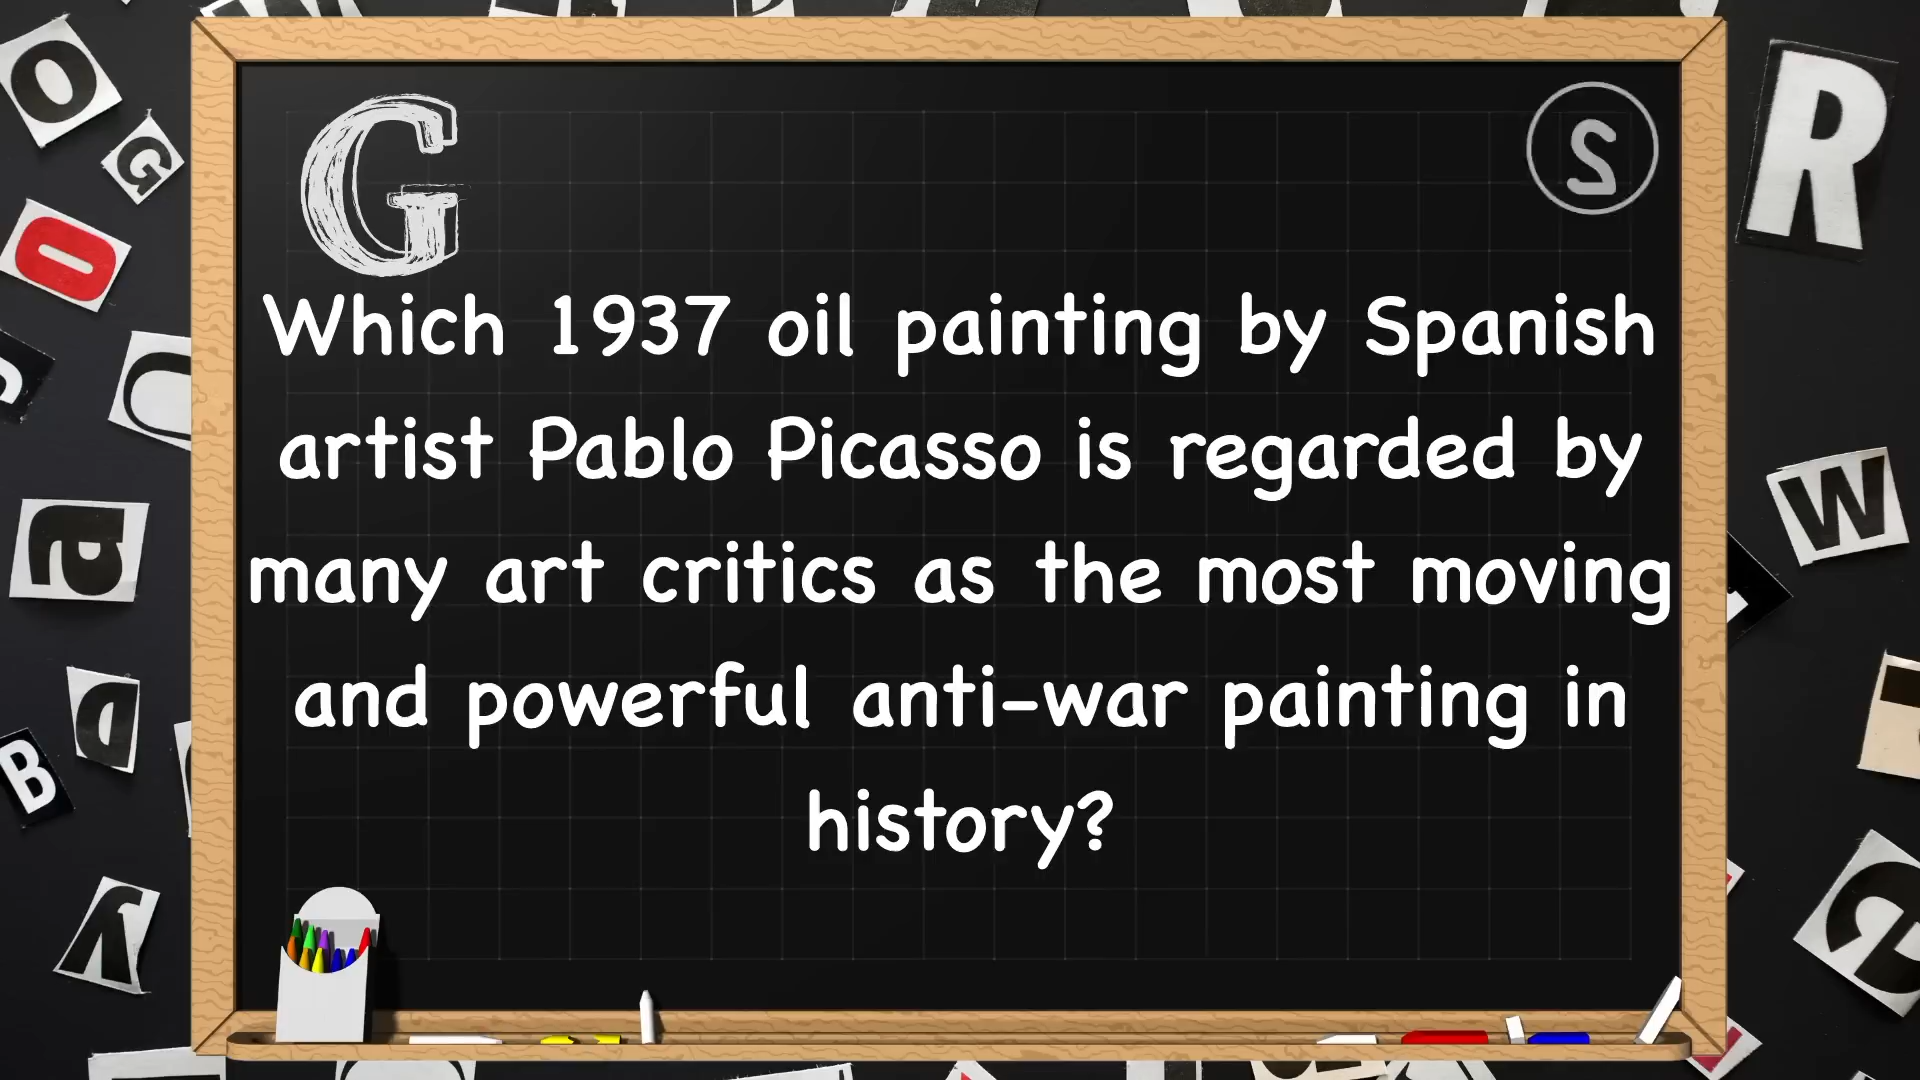 G
2
Which 1937 oil painting by Spanish
artist Pablo Picasso is regarded by
many art critics as the most moving
and powerful anti-war painting in
history?
O
G
O
R
W
a
B
y